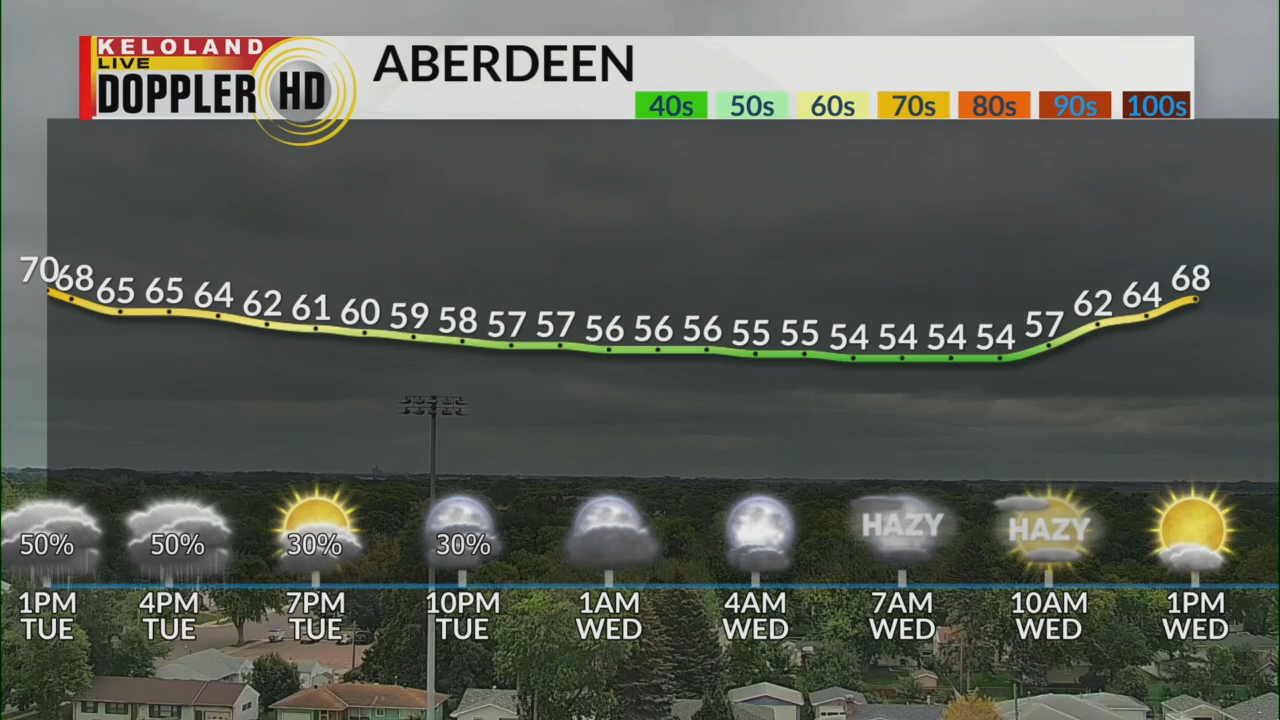 KELOLAND
LIVE
DOPPLER HD
ABERDEEN
40s 50s 60s 70s 80s 90s 100s
70 68 65 65 64 62 61 60 59 58 57 57 56 56 56 55 55 54 54 54 54 57 62 64 68
50% 50% 30% 30% HAZY HAZY
1PM 4PM 7PM 10PM 1AM 4AM 7AM 10AM 1PM
TUE TUE TUE TUE WED WED WED WED WED